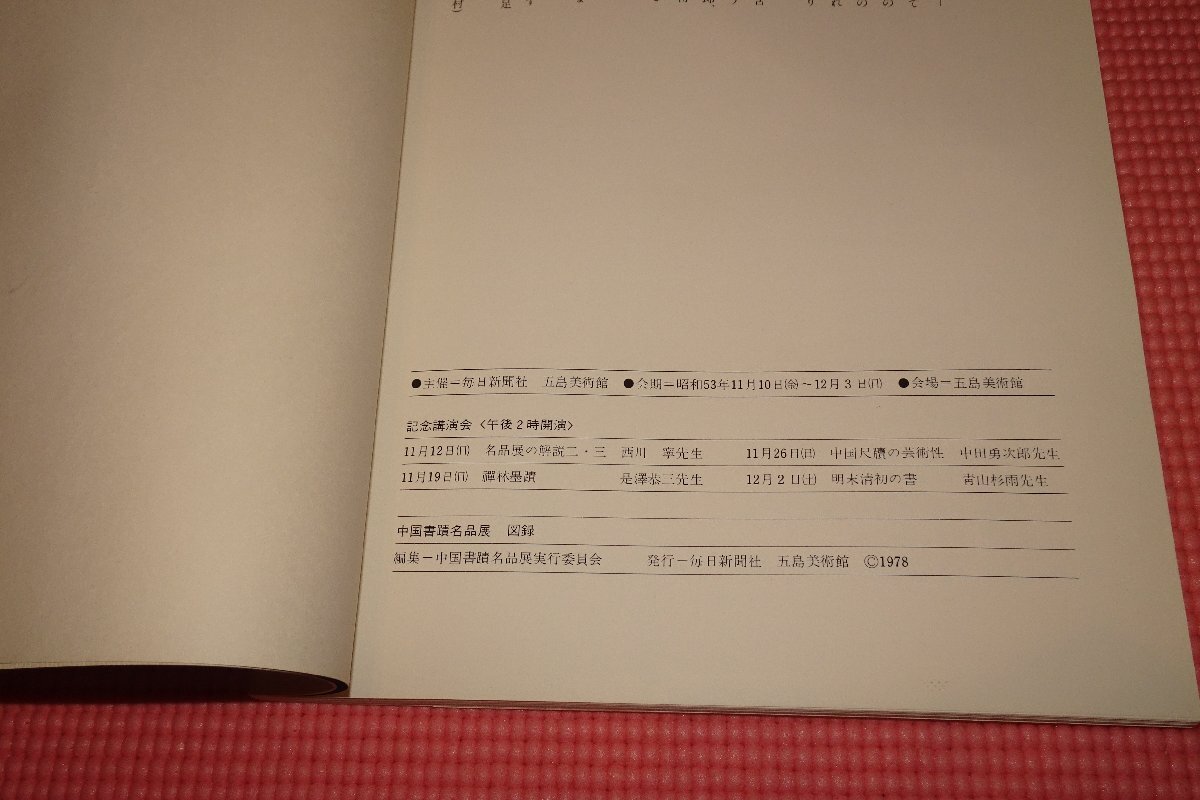 ●主催＝毎日新聞社　五島美術館　●会期＝昭和53年11月10日㈮～12月3日㈰　●会場＝五島美術館
記念講演会〈午後2時開演〉
11月12日㈰　名品展の解説二・三　西川　寧先生　11月26日㈰　中国尺牘の芸術性　中田勇次郎先生
11月19日㈰　禪林墨蹟　是澤恭三先生　12月2日㈯　明末清初の書　青山杉雨先生
中国書蹟名品展　図録
編集＝中国書蹟名品展実行委員会　発行＝毎日新聞社　五島美術館　©1978